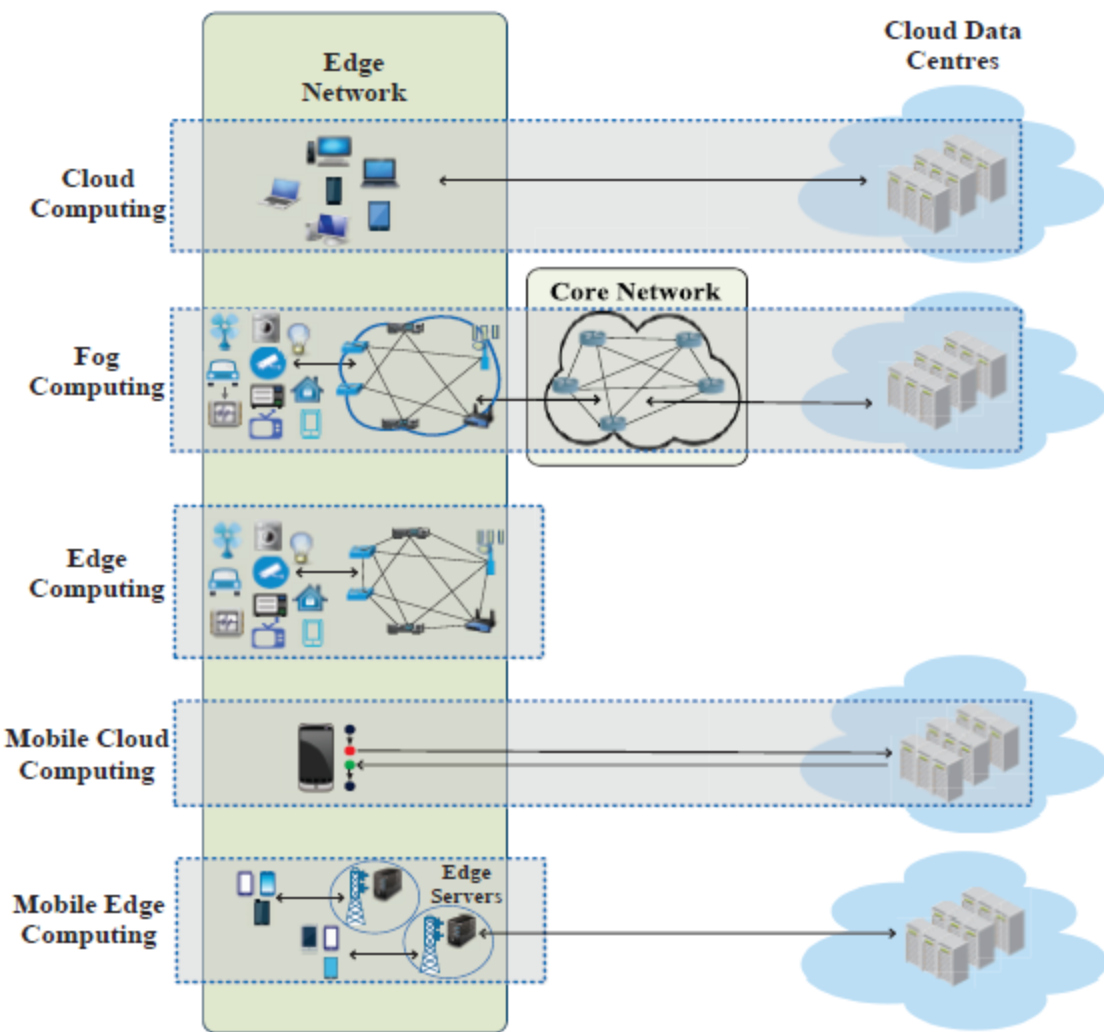 Edge
Network
Cloud Data
Centres
Cloud
Computing
Core Network
Fog
Computing
Edge
Computing
Mobile Cloud
Computing
Edge
Servers
Mobile Edge
Computing